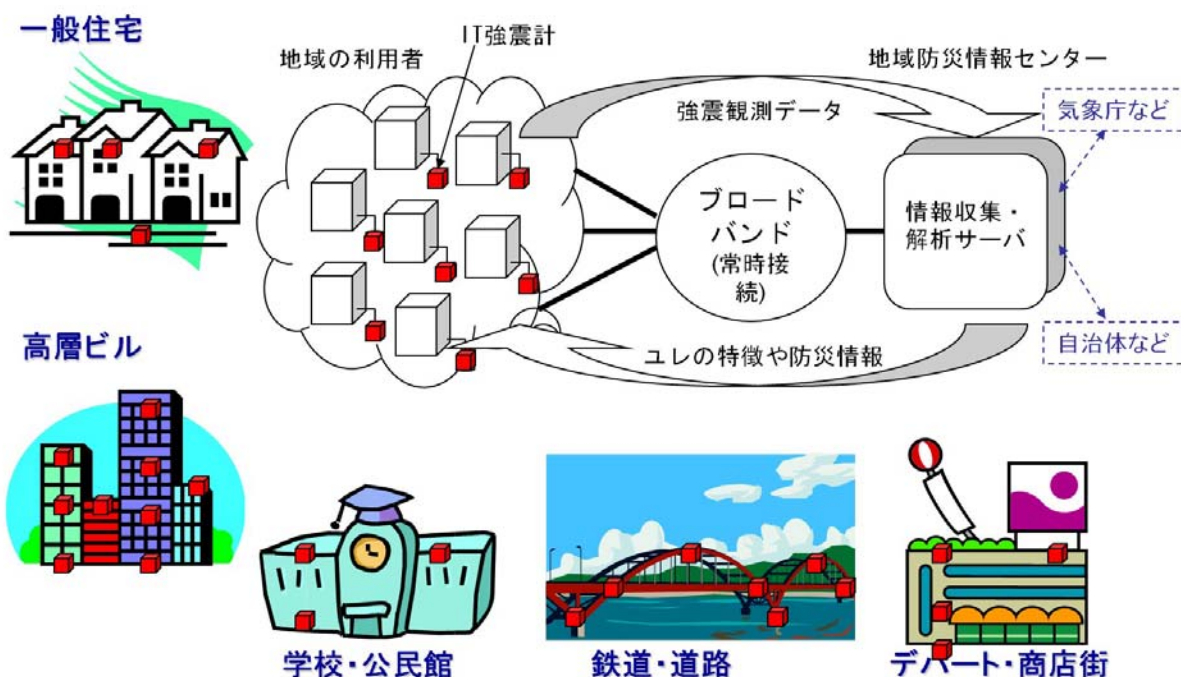 一般住宅
IT強震計
地域の利用者
地域防災情報センター
強震観測データ
気象庁など
ブロード
バンド
(常時接
続)
情報収集・
解析サーバ
高層ビル
ユレの特徴や防災情報
自治体など
学校・公民館
鉄道・道路
デパート・商店街